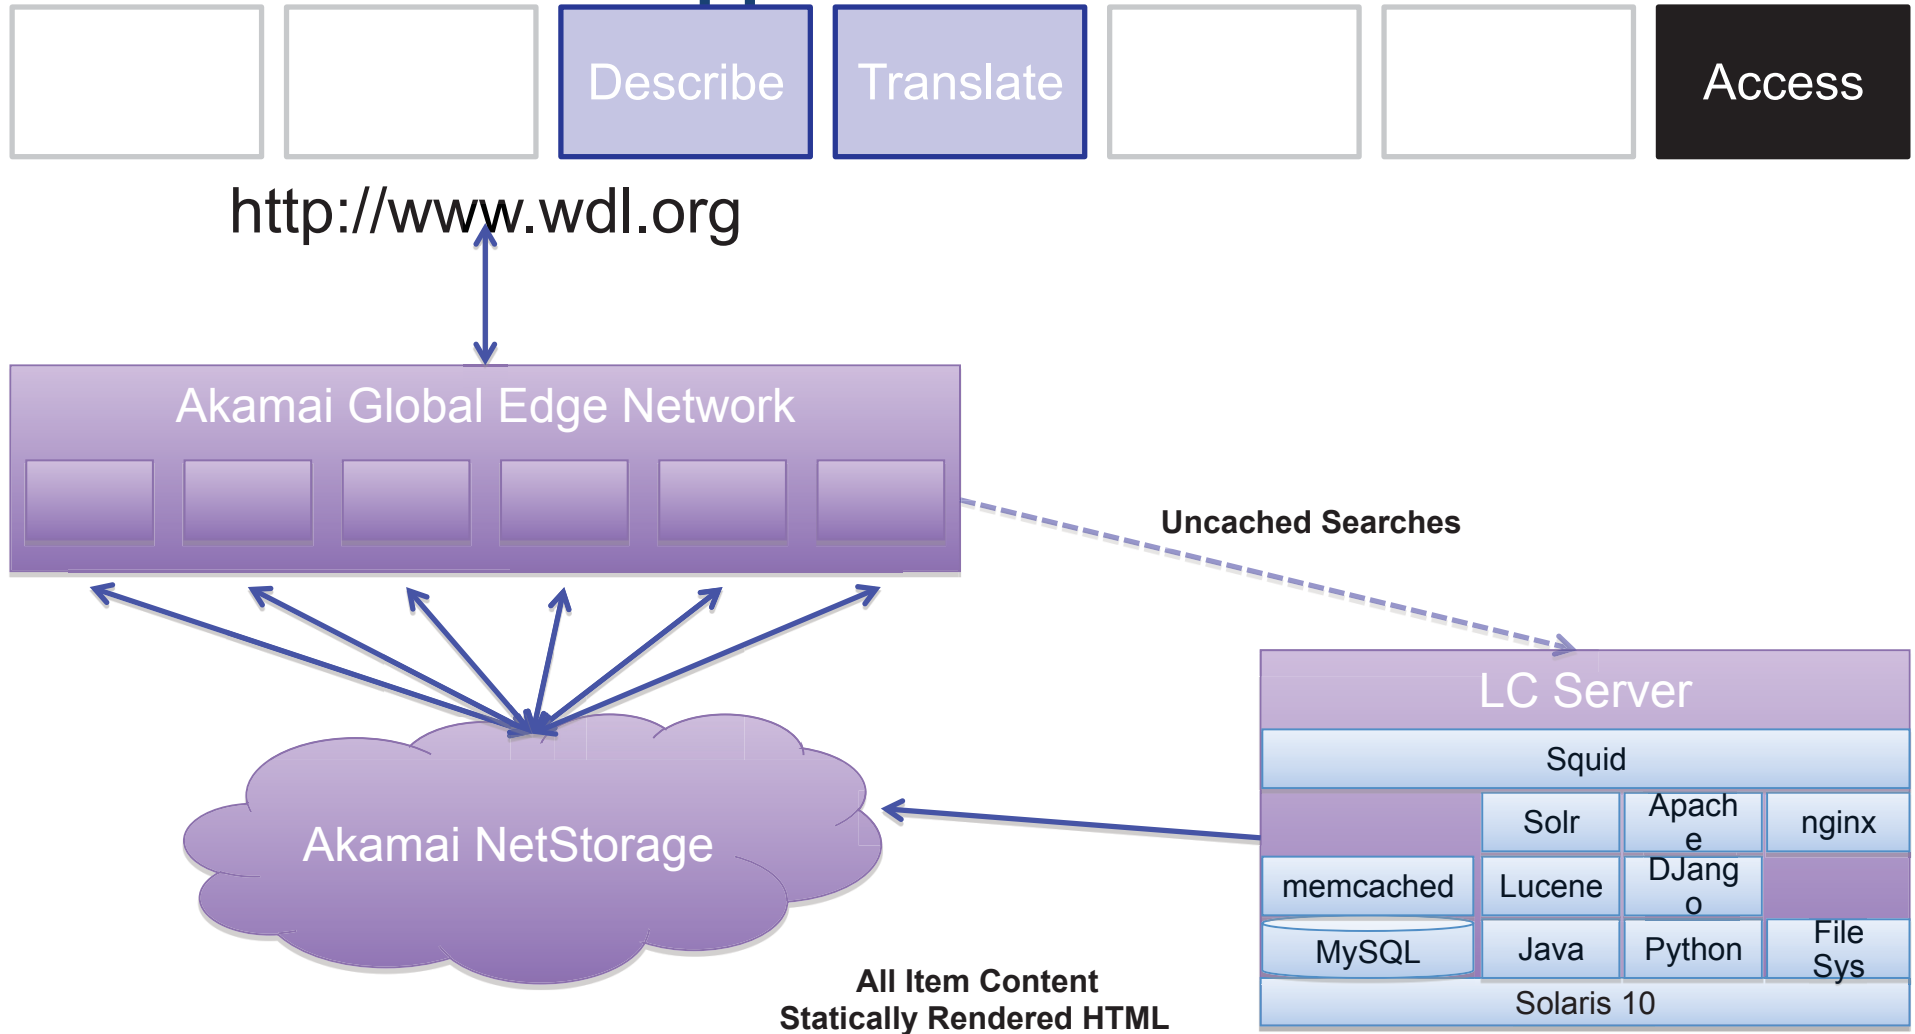 Describe
Translate
Access
http://www.wdl.org
Akamai Global Edge Network
Uncached Searches
LC Server
Squid
Solr
Apach
e
nginx
memcached
Lucene
DJang
o
MySQL
Java
Python
File
Sys
Solaris 10
Akamai NetStorage
All Item Content
Statically Rendered HTML